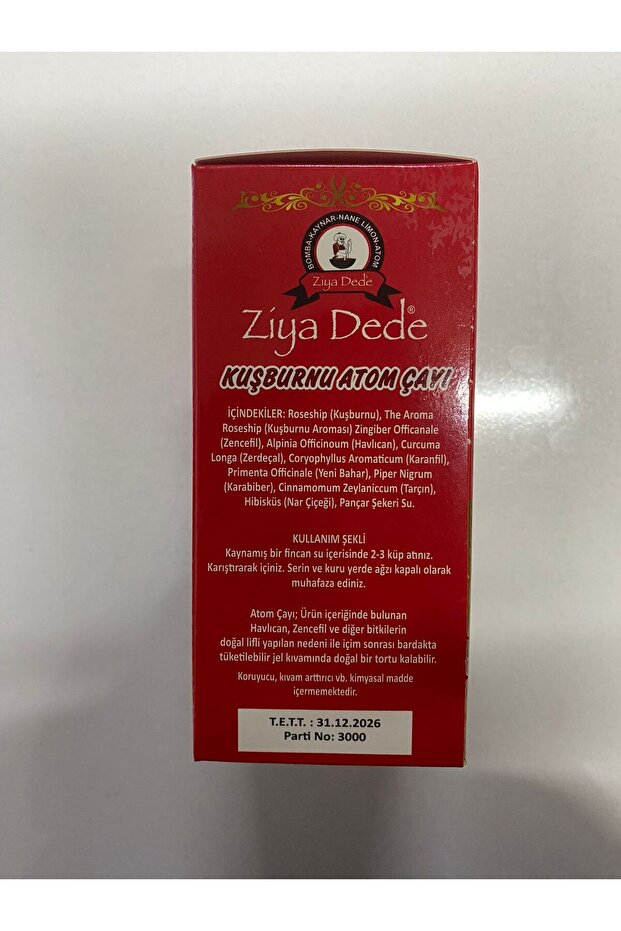 BOMBA-KAYNAR-NANE LİMON-ATOM
Ziya Dede
Ziya Dede®
KUŞBURNU ATOM ÇAYI
İÇİNDEKİLER: Roseship (Kuşburnu), The Aroma
Roseship (Kuşburnu Aroması) Zingiber Officanale
(Zencefil), Alpinia Officinoum (Havlıcan), Curcuma
Longa (Zerdeçal), Coryophyllus Aromaticum (Karanfil),
Primenta Officinale (Yeni Bahar), Piper Nigrum
(Karabiber), Cinnamomum Zeylaniccum (Tarçın),
Hibisküs (Nar Çiçeği), Pançar Şekeri Su.
KULLANIM ŞEKLİ
Kaynamış bir fincan su içerisinde 2-3 küp atınız.
Karıştırarak içiniz. Serin ve kuru yerde ağzı kapalı olarak
muhafaza ediniz.
Atom Çayı; Ürün içeriğinde bulunan
Havlıcan, Zencefil ve diğer bitkilerin
doğal lifli yapılan nedeni ile içim sonrası bardakta
tüketilebilir jel kıvamında doğal bir tortu kalabilir.
Koruyucu, kıvam arttırıcı vb. kimyasal madde
içermemektedir.
T.E.T.T. : 31.12.2026
Parti No: 3000